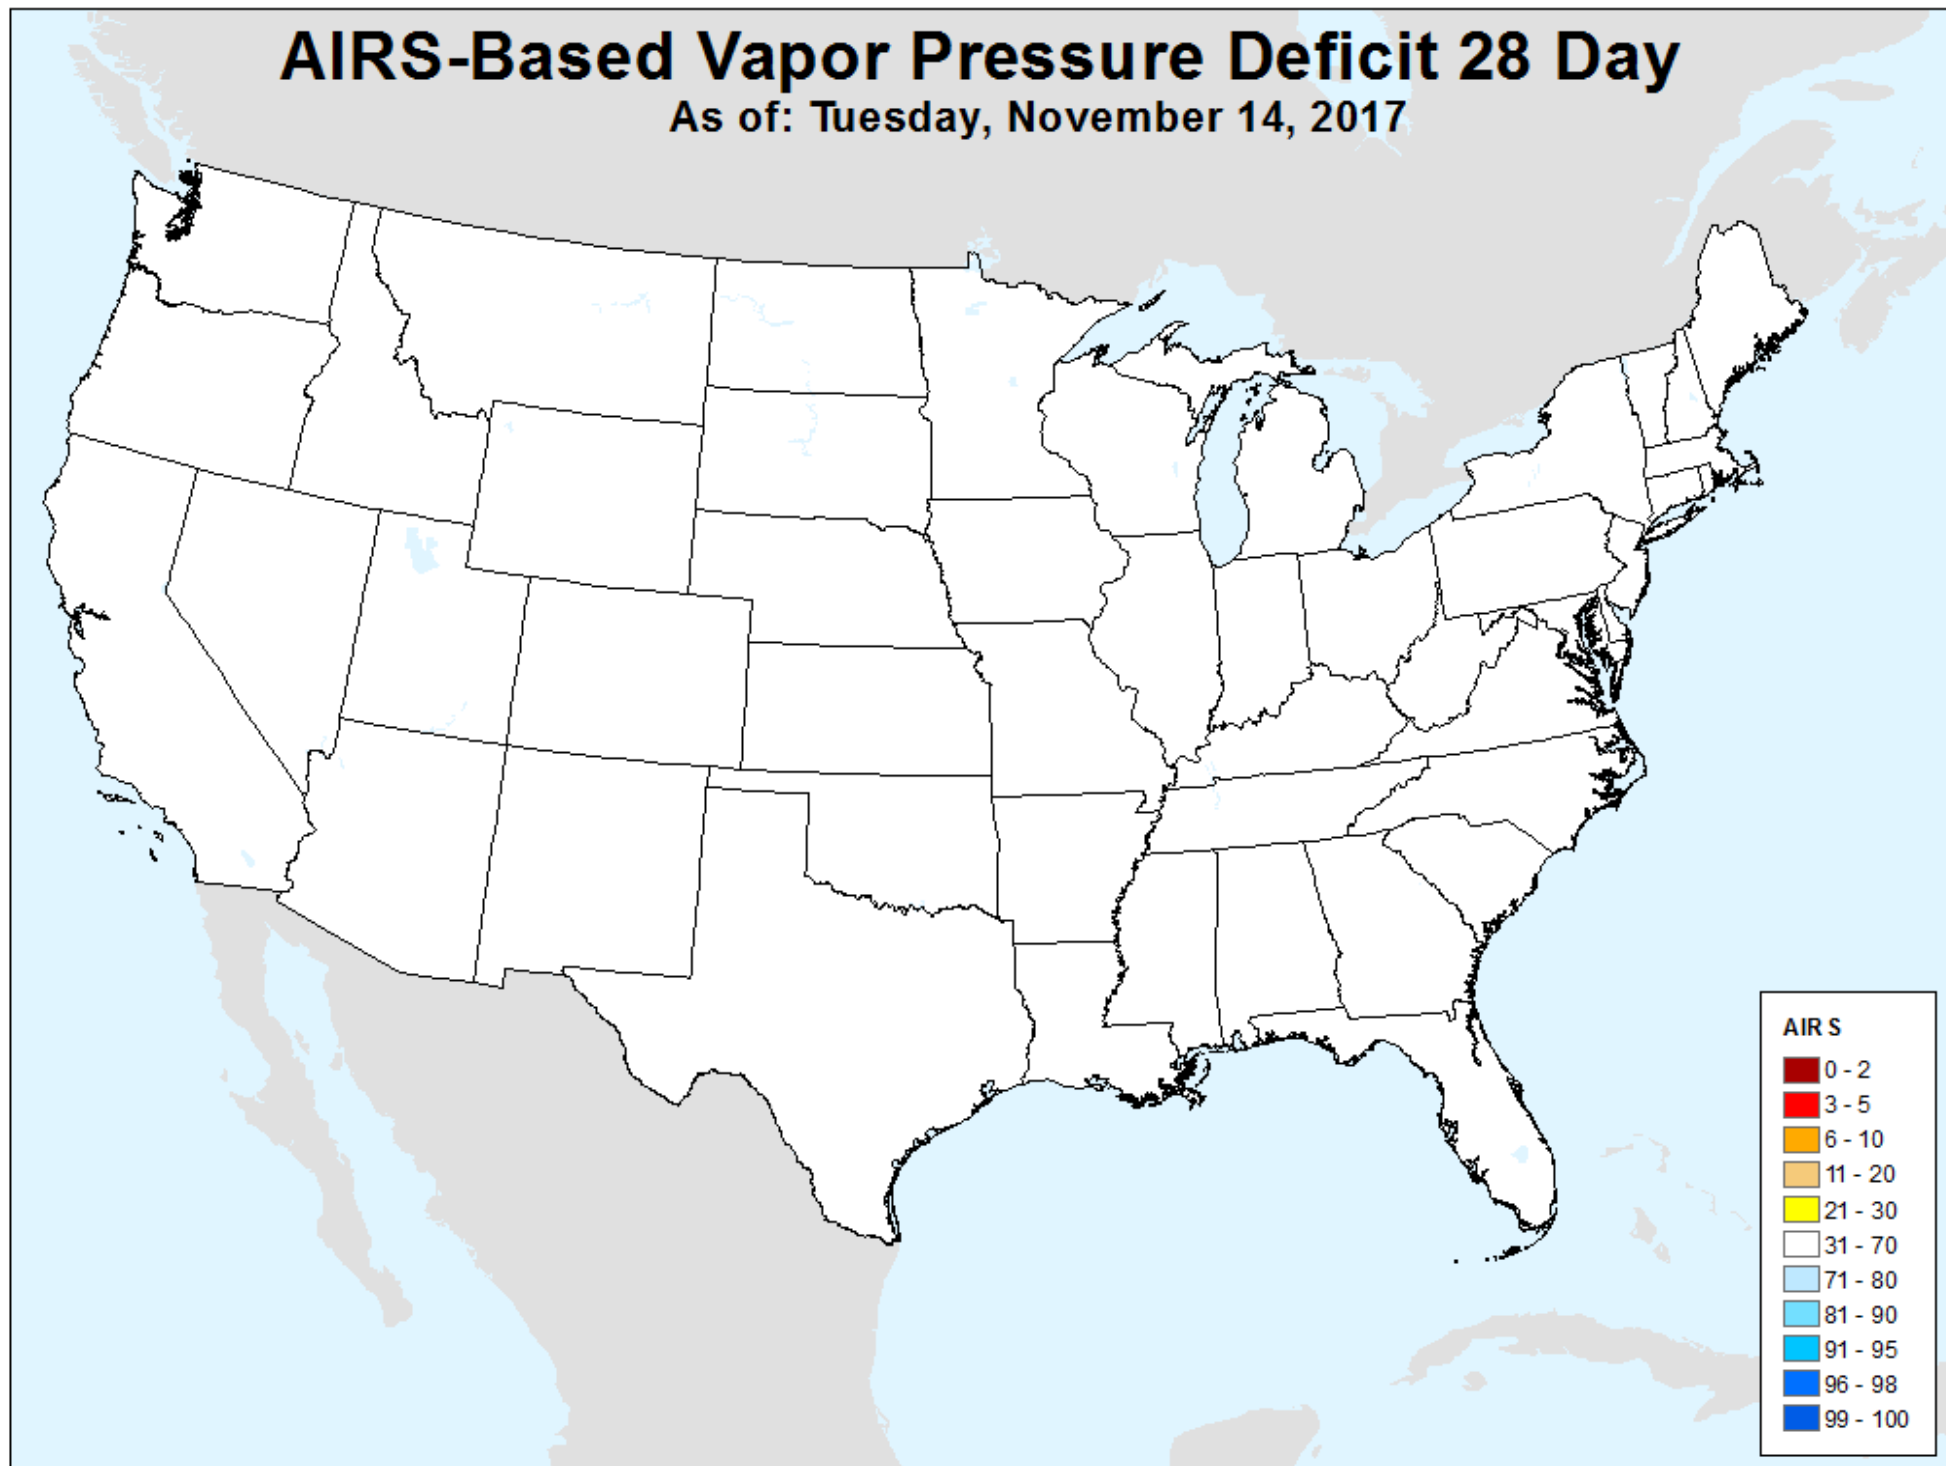 AIRS-Based Vapor Pressure Deficit 28 Day
As of: Tuesday, November 14, 2017
AIRS
0 - 2
3 - 5
6 - 10
11 - 20
21 - 30
31 - 70
71 - 80
81 - 90
91 - 95
96 - 98
99 - 100